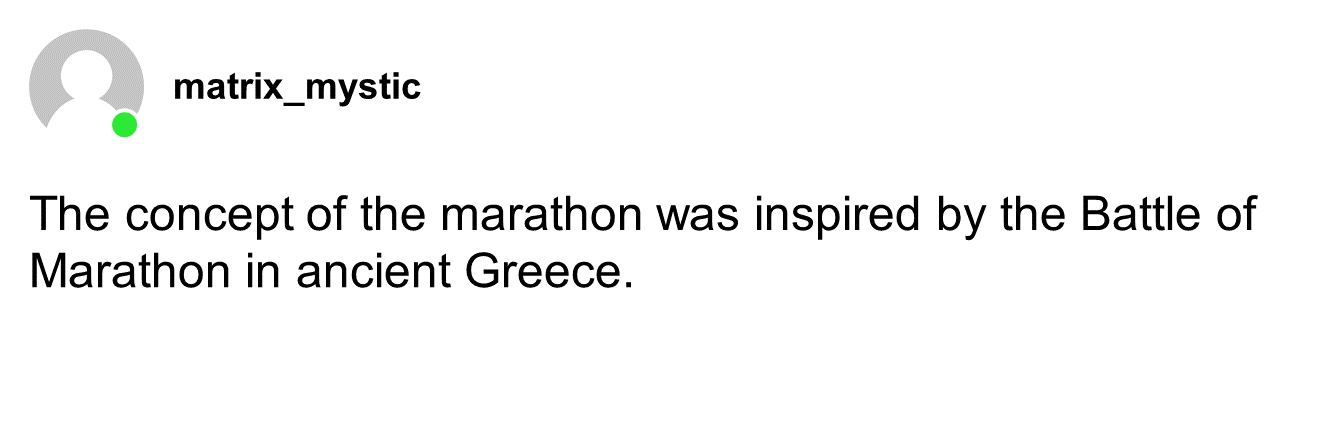 matrix_mystic
The concept of the marathon was inspired by the Battle of
Marathon in ancient Greece.